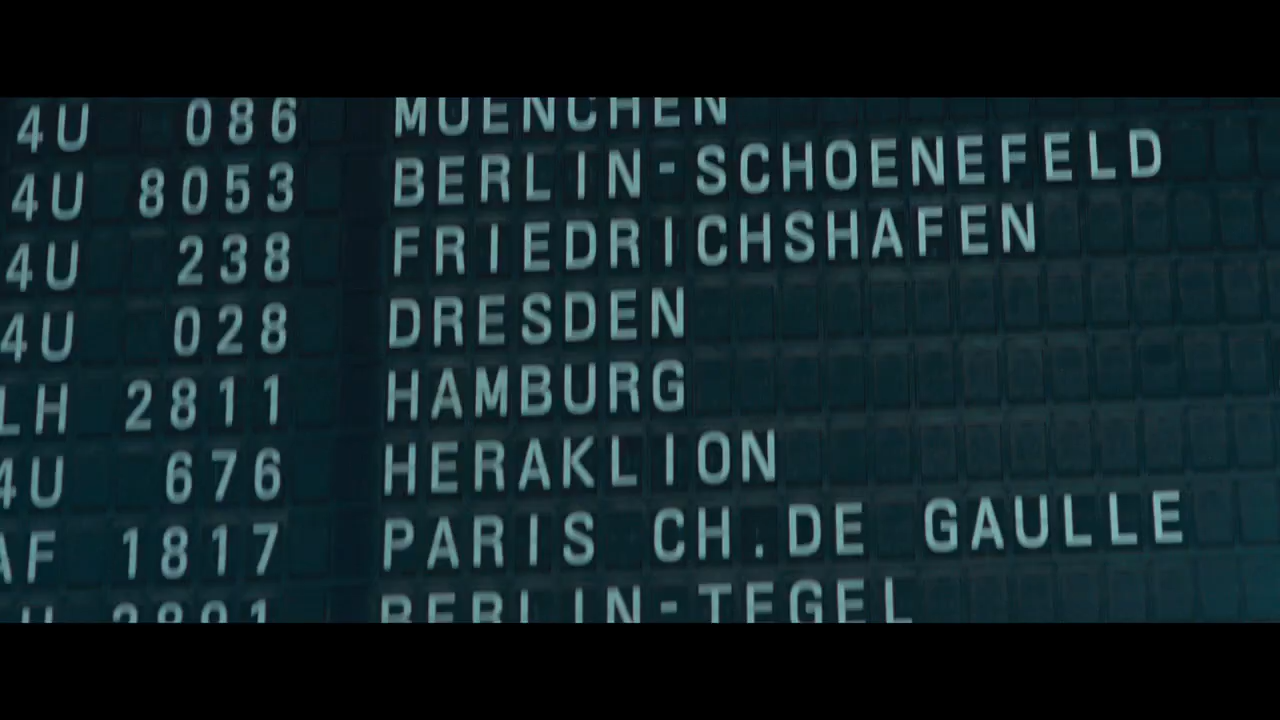 4U 086 MUENCHEN
4U 8053 BERLIN-SCHOENEFELD
4U 238 FRIEDRICHSHAFEN
4U 028 DRESDEN
LH 2811 HAMBURG
4U 676 HERAKLION
AF 1817 PARIS CH.DE GAULLE
BERLIN-TEGEL